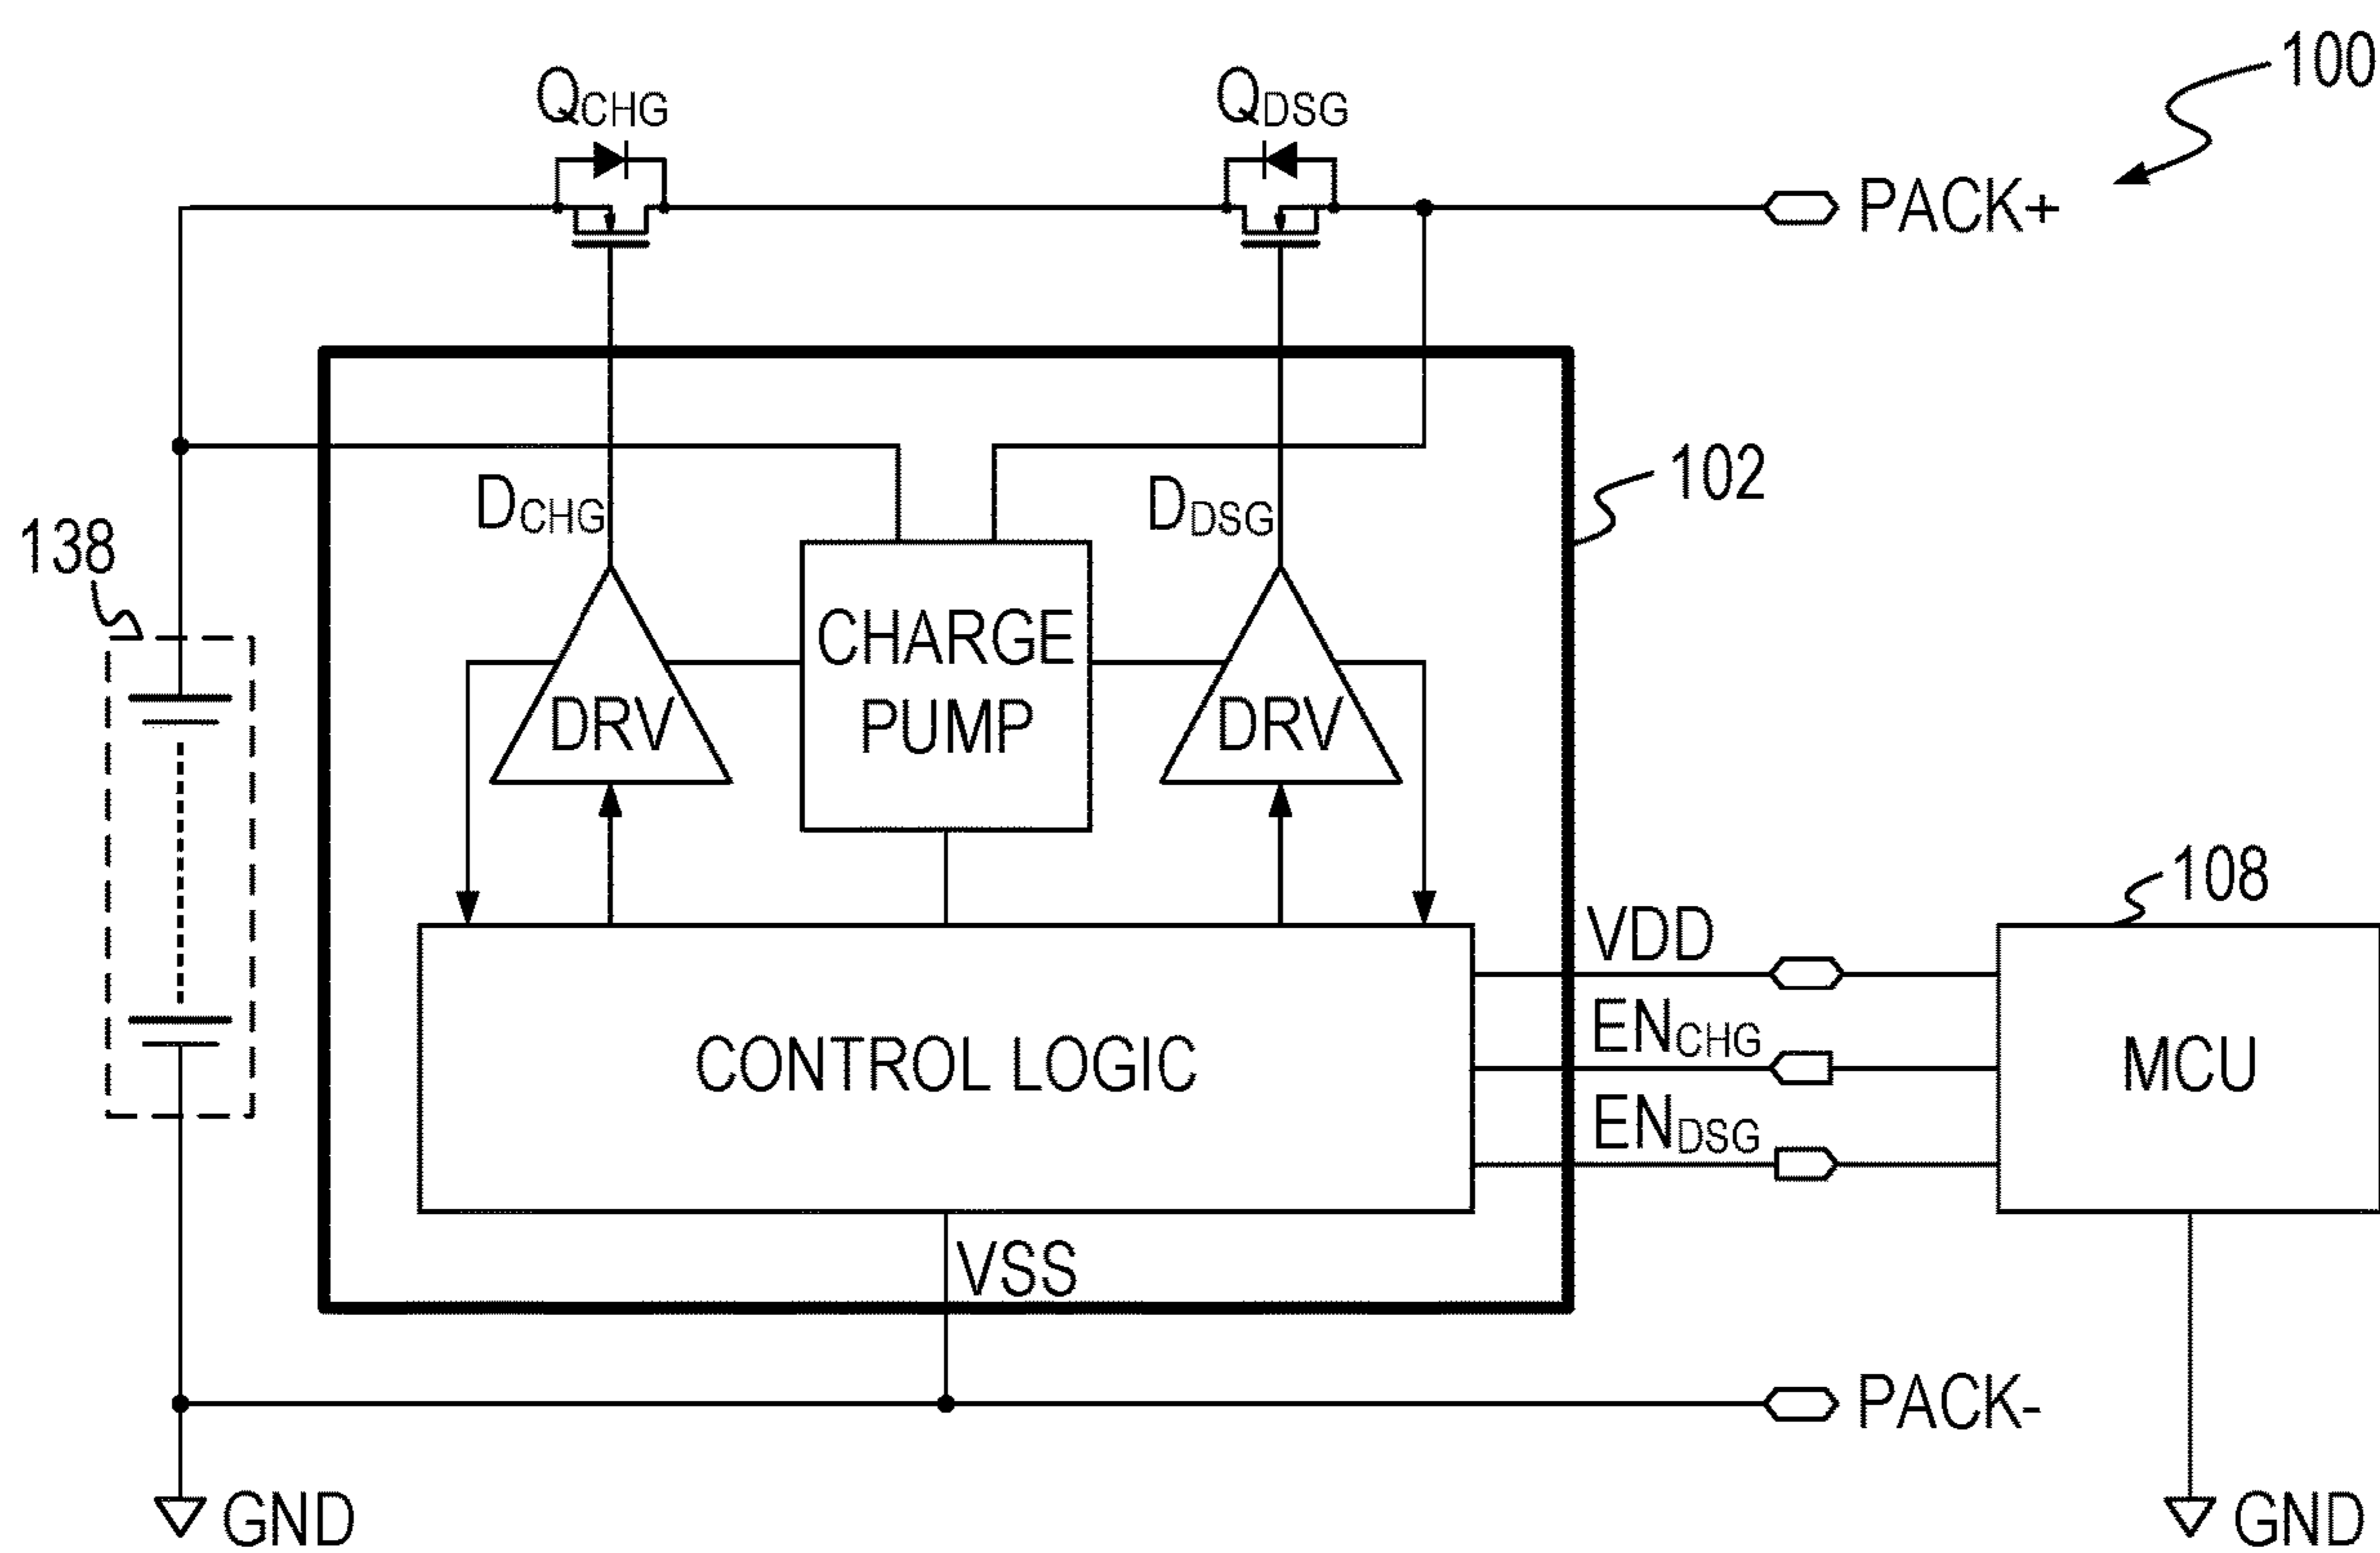 100
QCHG
QDSG
PACK+
102
DCHG
DDSG
138
CHARGE
PUMP
DRV
DRV
108
VDD
ENCHG
ENDSG
CONTROL LOGIC
MCU
VSS
PACK-
GND
GND